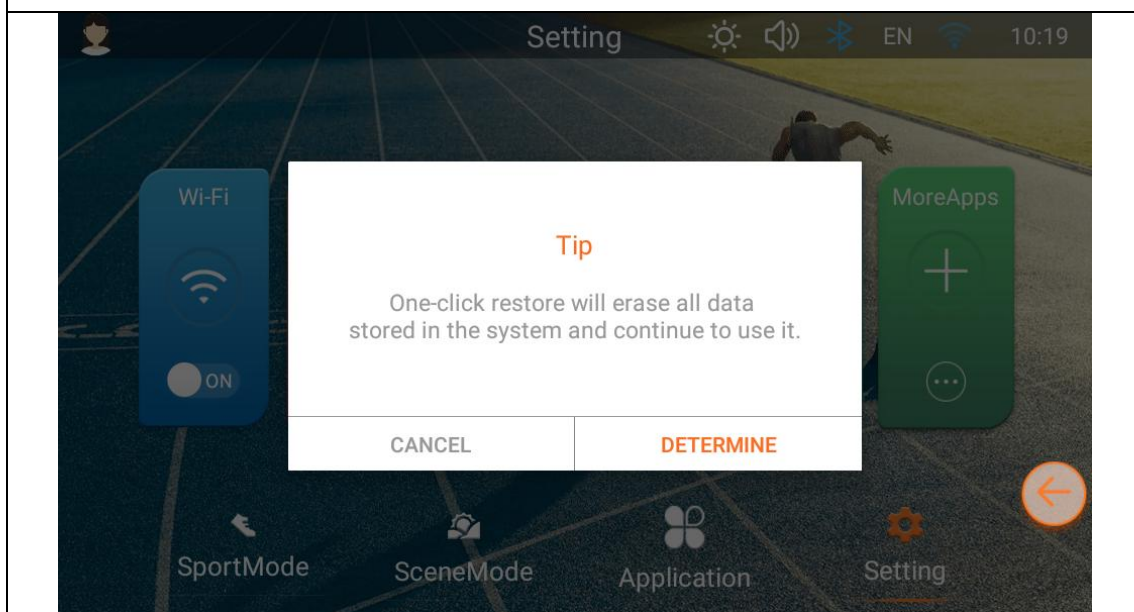 Setting EN 10:19
Wi-Fi
MoreApps
Tip
One-click restore will erase all data
stored in the system and continue to use it.
ON
CANCEL DETERMINE
SportMode SceneMode Application Setting